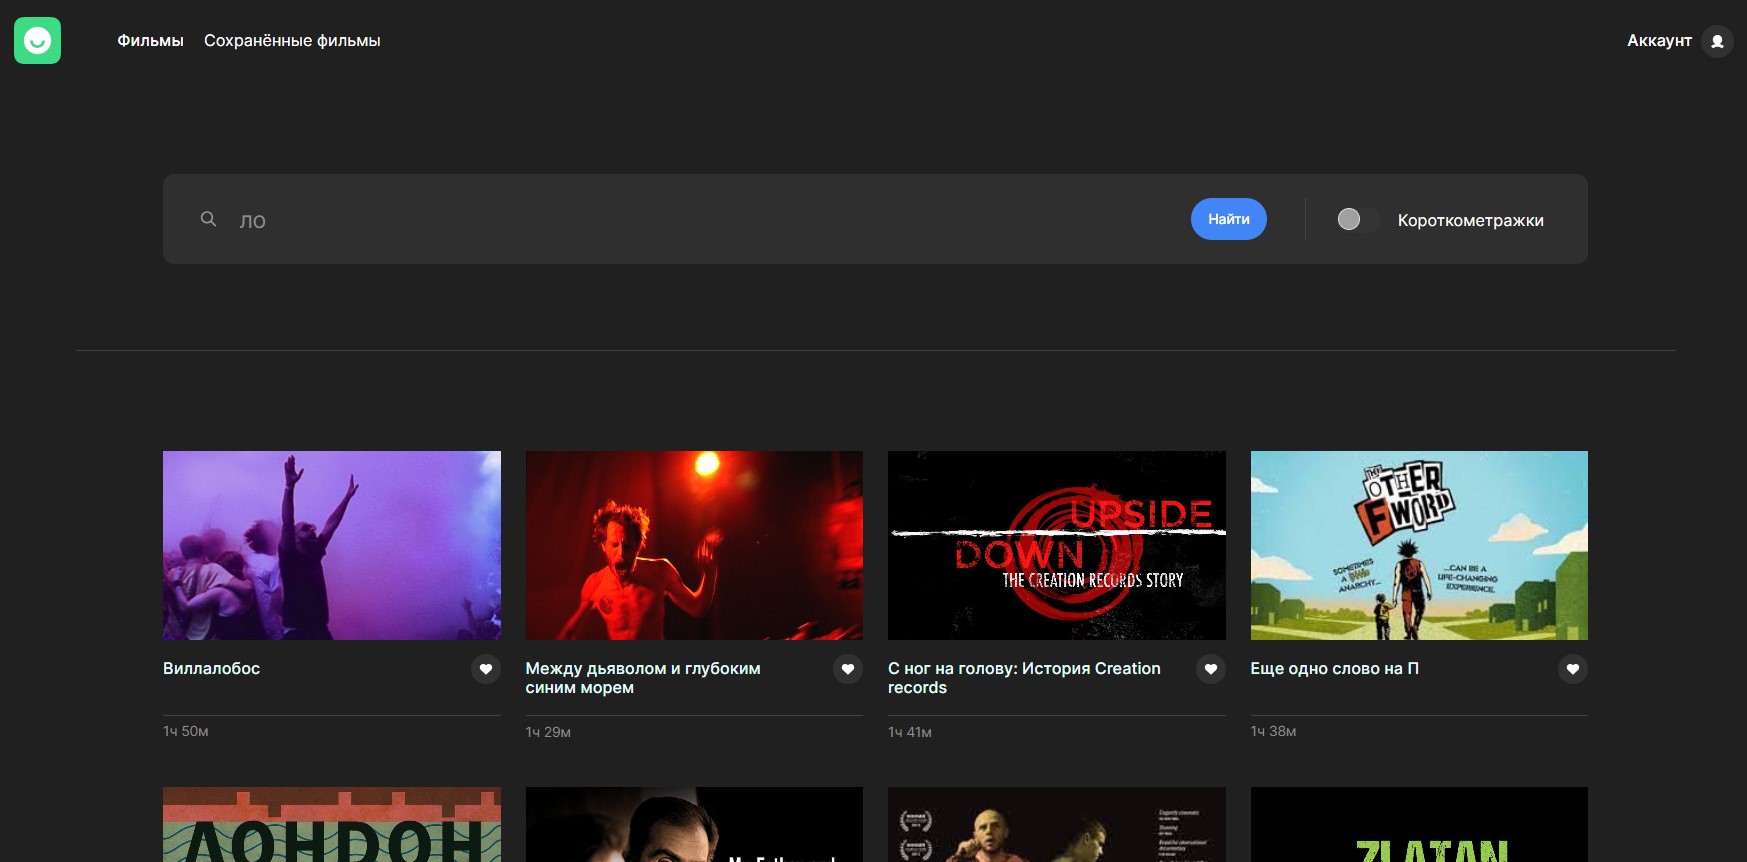 Фильмы
Сохранённые фильмы
Аккаунт
ло
Найти
Короткометражки
UPSIDE
DOWN
THE CREATION RECORDS STORY
THE
OTHER
F WORD
SOMETIMES
A
ANARCHY...
...CAN BE A
LIFE-CHANGING
EXPERIENCE.
Виллалобос
Между дьяволом и глубоким
синим морем
С ног на голову: История Creation
records
Еще одно слово на П
1ч 50м
1ч 29м
1ч 41м
1ч 38м
ЛОНДОН
ZLATAN